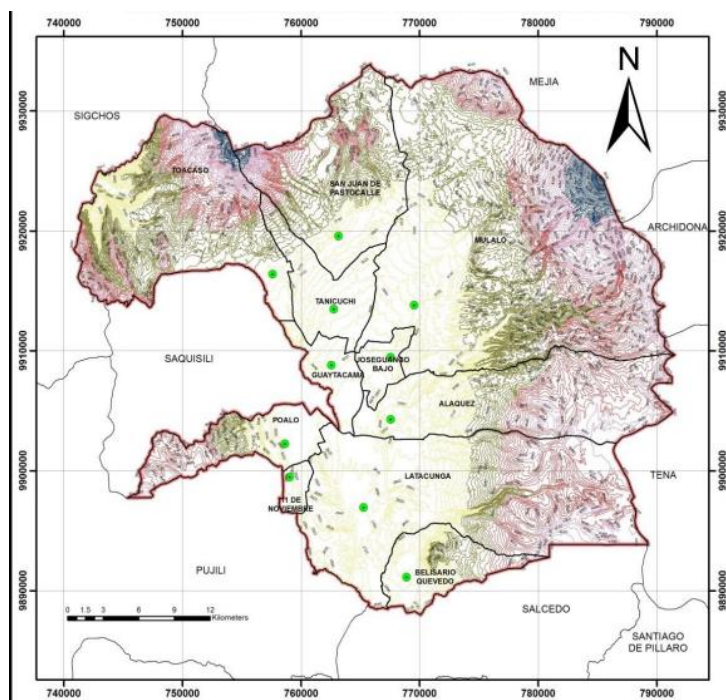 740000 750000 760000 770000 780000 790000
N
MEJIA
9930000 9930000
SIGCHOS
TOACASO
SAN JUAN DE
PASTOCALLE
ARCHIDONA
9920000 9920000
MULALO
TANICUCHI
9910000 9910000
SAQUISILI
JOSEGUANGO
BAJO
GUAYTACAMA
ALAQUEZ
POALO
9900000 9900000
LATACUNGA
TENA
11 DE
NOVIEMBRE
PUJILI
BELISARIO
QUEVEDO
9890000 9890000
0 1.5 3 6 9 12
Kilometers
SALCEDO
SANTIAGO
DE PILLARO
740000 750000 760000 770000 780000 790000